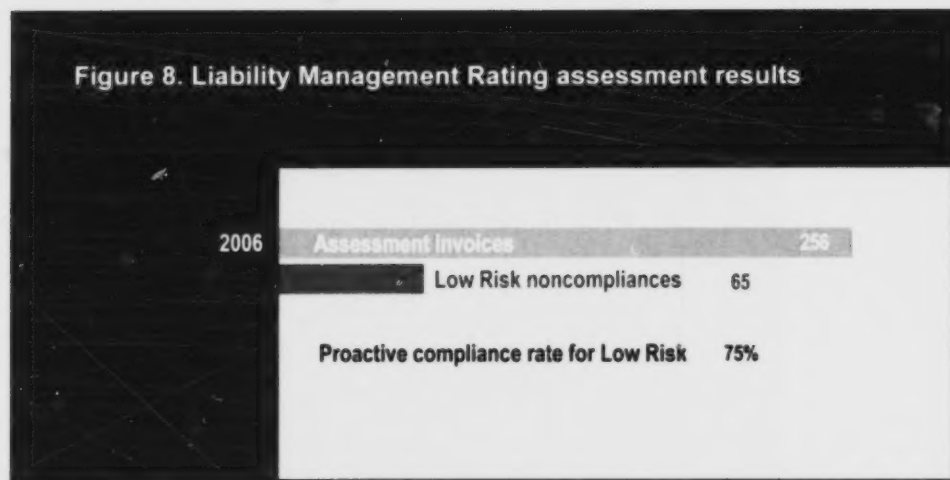 Figure 8. Liability Management Rating assessment results
2006 Assessment invoices 256
Low Risk noncompliances 65
Proactive compliance rate for Low Risk 75%